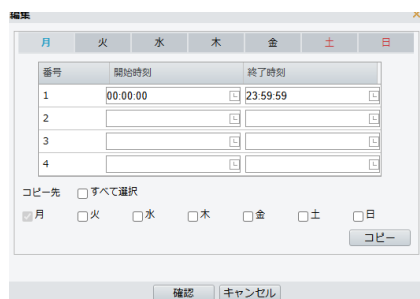 編集
月 火 水 木 金 土 日
番号 開始時刻 終了時刻
1 00:00:00 23:59:59
2
3
4
コピー先 すべて選択
月 火 水 木 金 土 日
コピー
確認 キャンセル